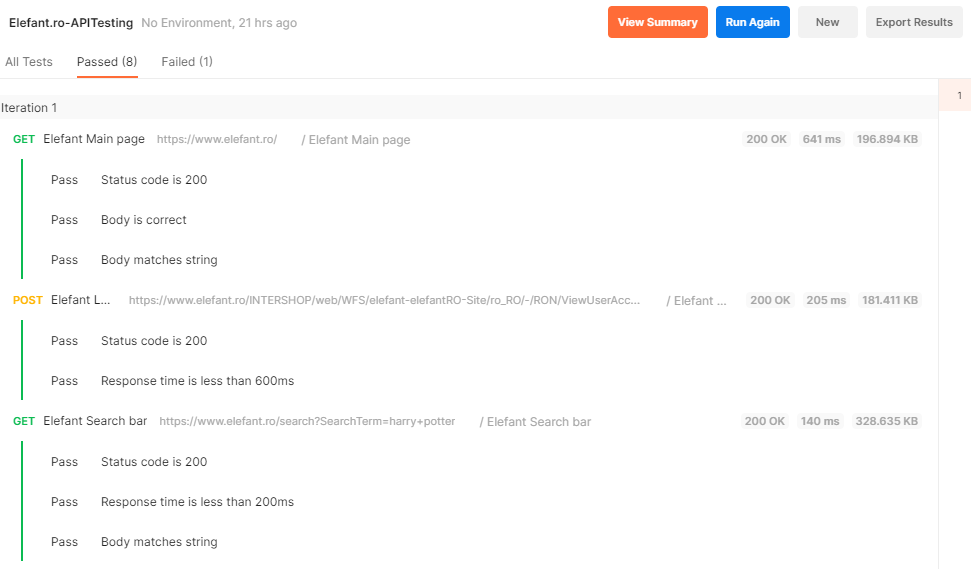 Elefant.ro-APITesting No Environment, 21 hrs ago View Summary Run Again New Export Results
All Tests Passed (8) Failed (1)
1
Iteration 1
GET Elefant Main page https://www.elefant.ro/ / Elefant Main page 200 OK 641 ms 196.894 KB
Pass Status code is 200
Pass Body is correct
Pass Body matches string
POST Elefant L... https://www.elefant.ro/INTERSHOP/web/WFS/elefant-elefantRO-Site/ro_RO/-/RON/ViewUserAcc... / Elefant ... 200 OK 205 ms 181.411 KB
Pass Status code is 200
Pass Response time is less than 600ms
GET Elefant Search bar https://www.elefant.ro/search?SearchTerm=harry+potter / Elefant Search bar 200 OK 140 ms 328.635 KB
Pass Status code is 200
Pass Response time is less than 200ms
Pass Body matches string